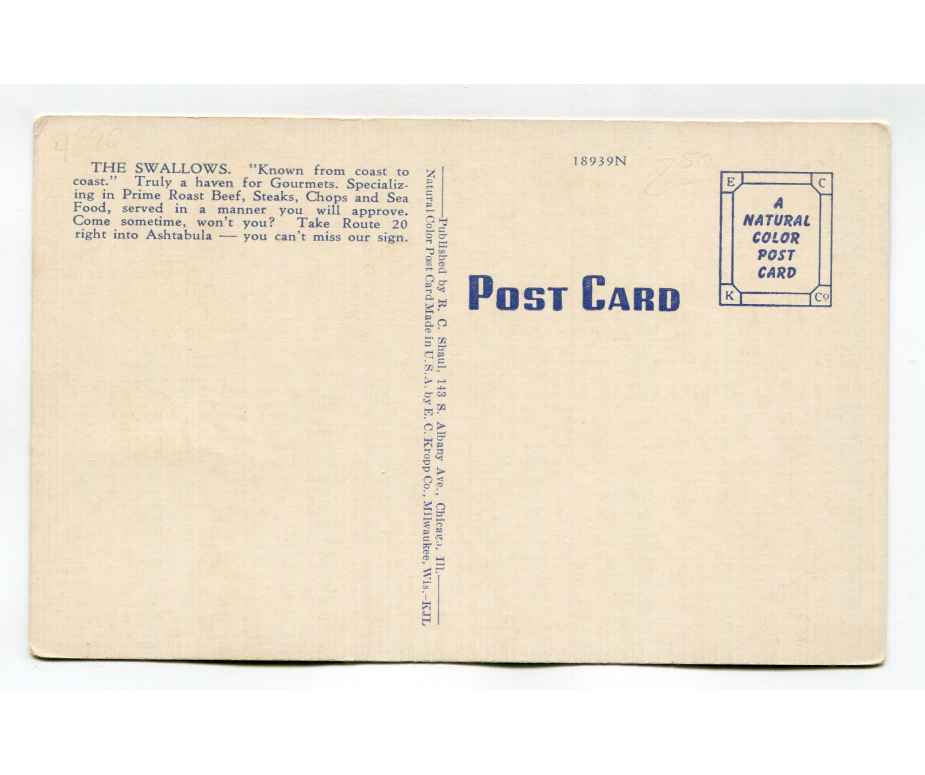 THE SWALLOWS. "Known from coast to
coast." Truly a haven for Gourmets. Specializ-
ing in Prime Roast Beef, Steaks, Chops and Sea
Food, served in a manner you will approve.
Come sometime, won't you? Take Route 20
right into Ashtabula — you can't miss our sign.
Published by R. C. Shaul, 143 S. Albany Ave., Chicago, Ill.
Natural Color Post Card Made in U.S.A. by E. C. Kropp Co., Milwaukee, Wis.-KJL
18939N
POST CARD
E C
A
NATURAL
COLOR
POST
CARD
K Co